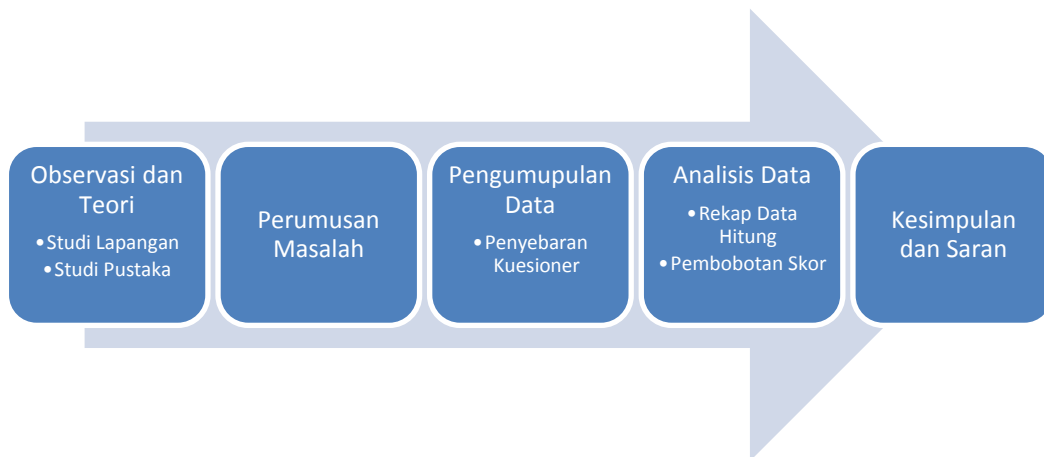 Observasi dan
Teori
•Studi Lapangan
•Studi Pustaka
Perumusan
Masalah
Pengumupulan
Data
•Penyebaran
Kuesioner
Analisis Data
•Rekap Data
Hitung
•Pembobotan Skor
Kesimpulan
dan Saran